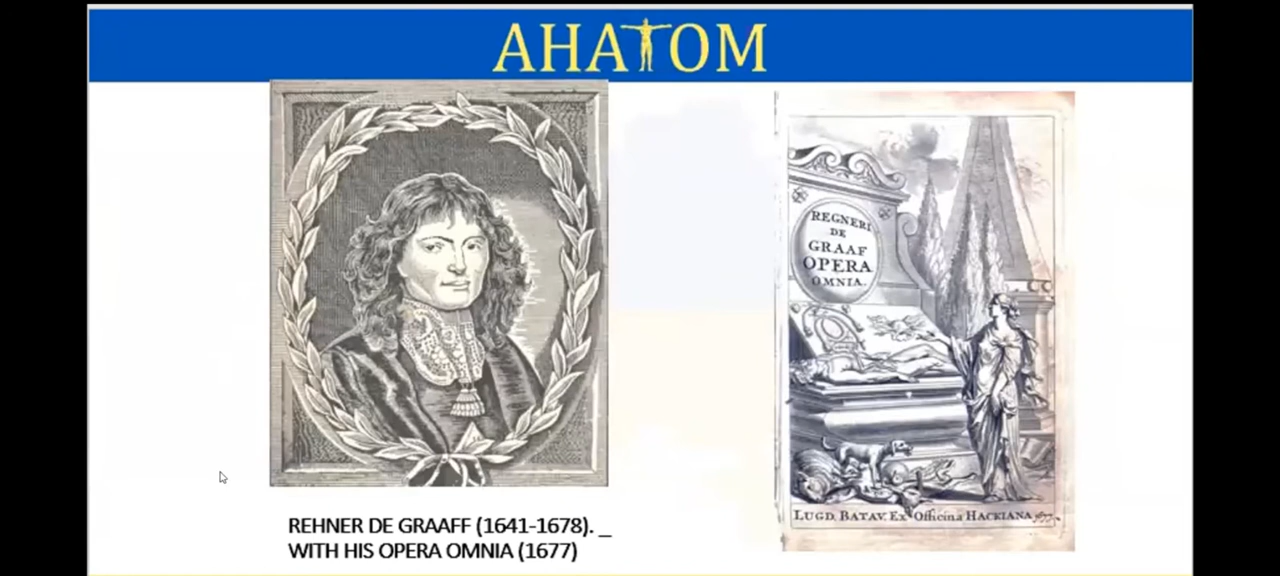 АНАТОМ
REGNERI
DE
GRAAF
OPERA
OMNIA.
LUGD. BATAV. Ex Officina HACKIANA
REHNER DE GRAAFF (1641-1678). _
WITH HIS OPERA OMNIA (1677)